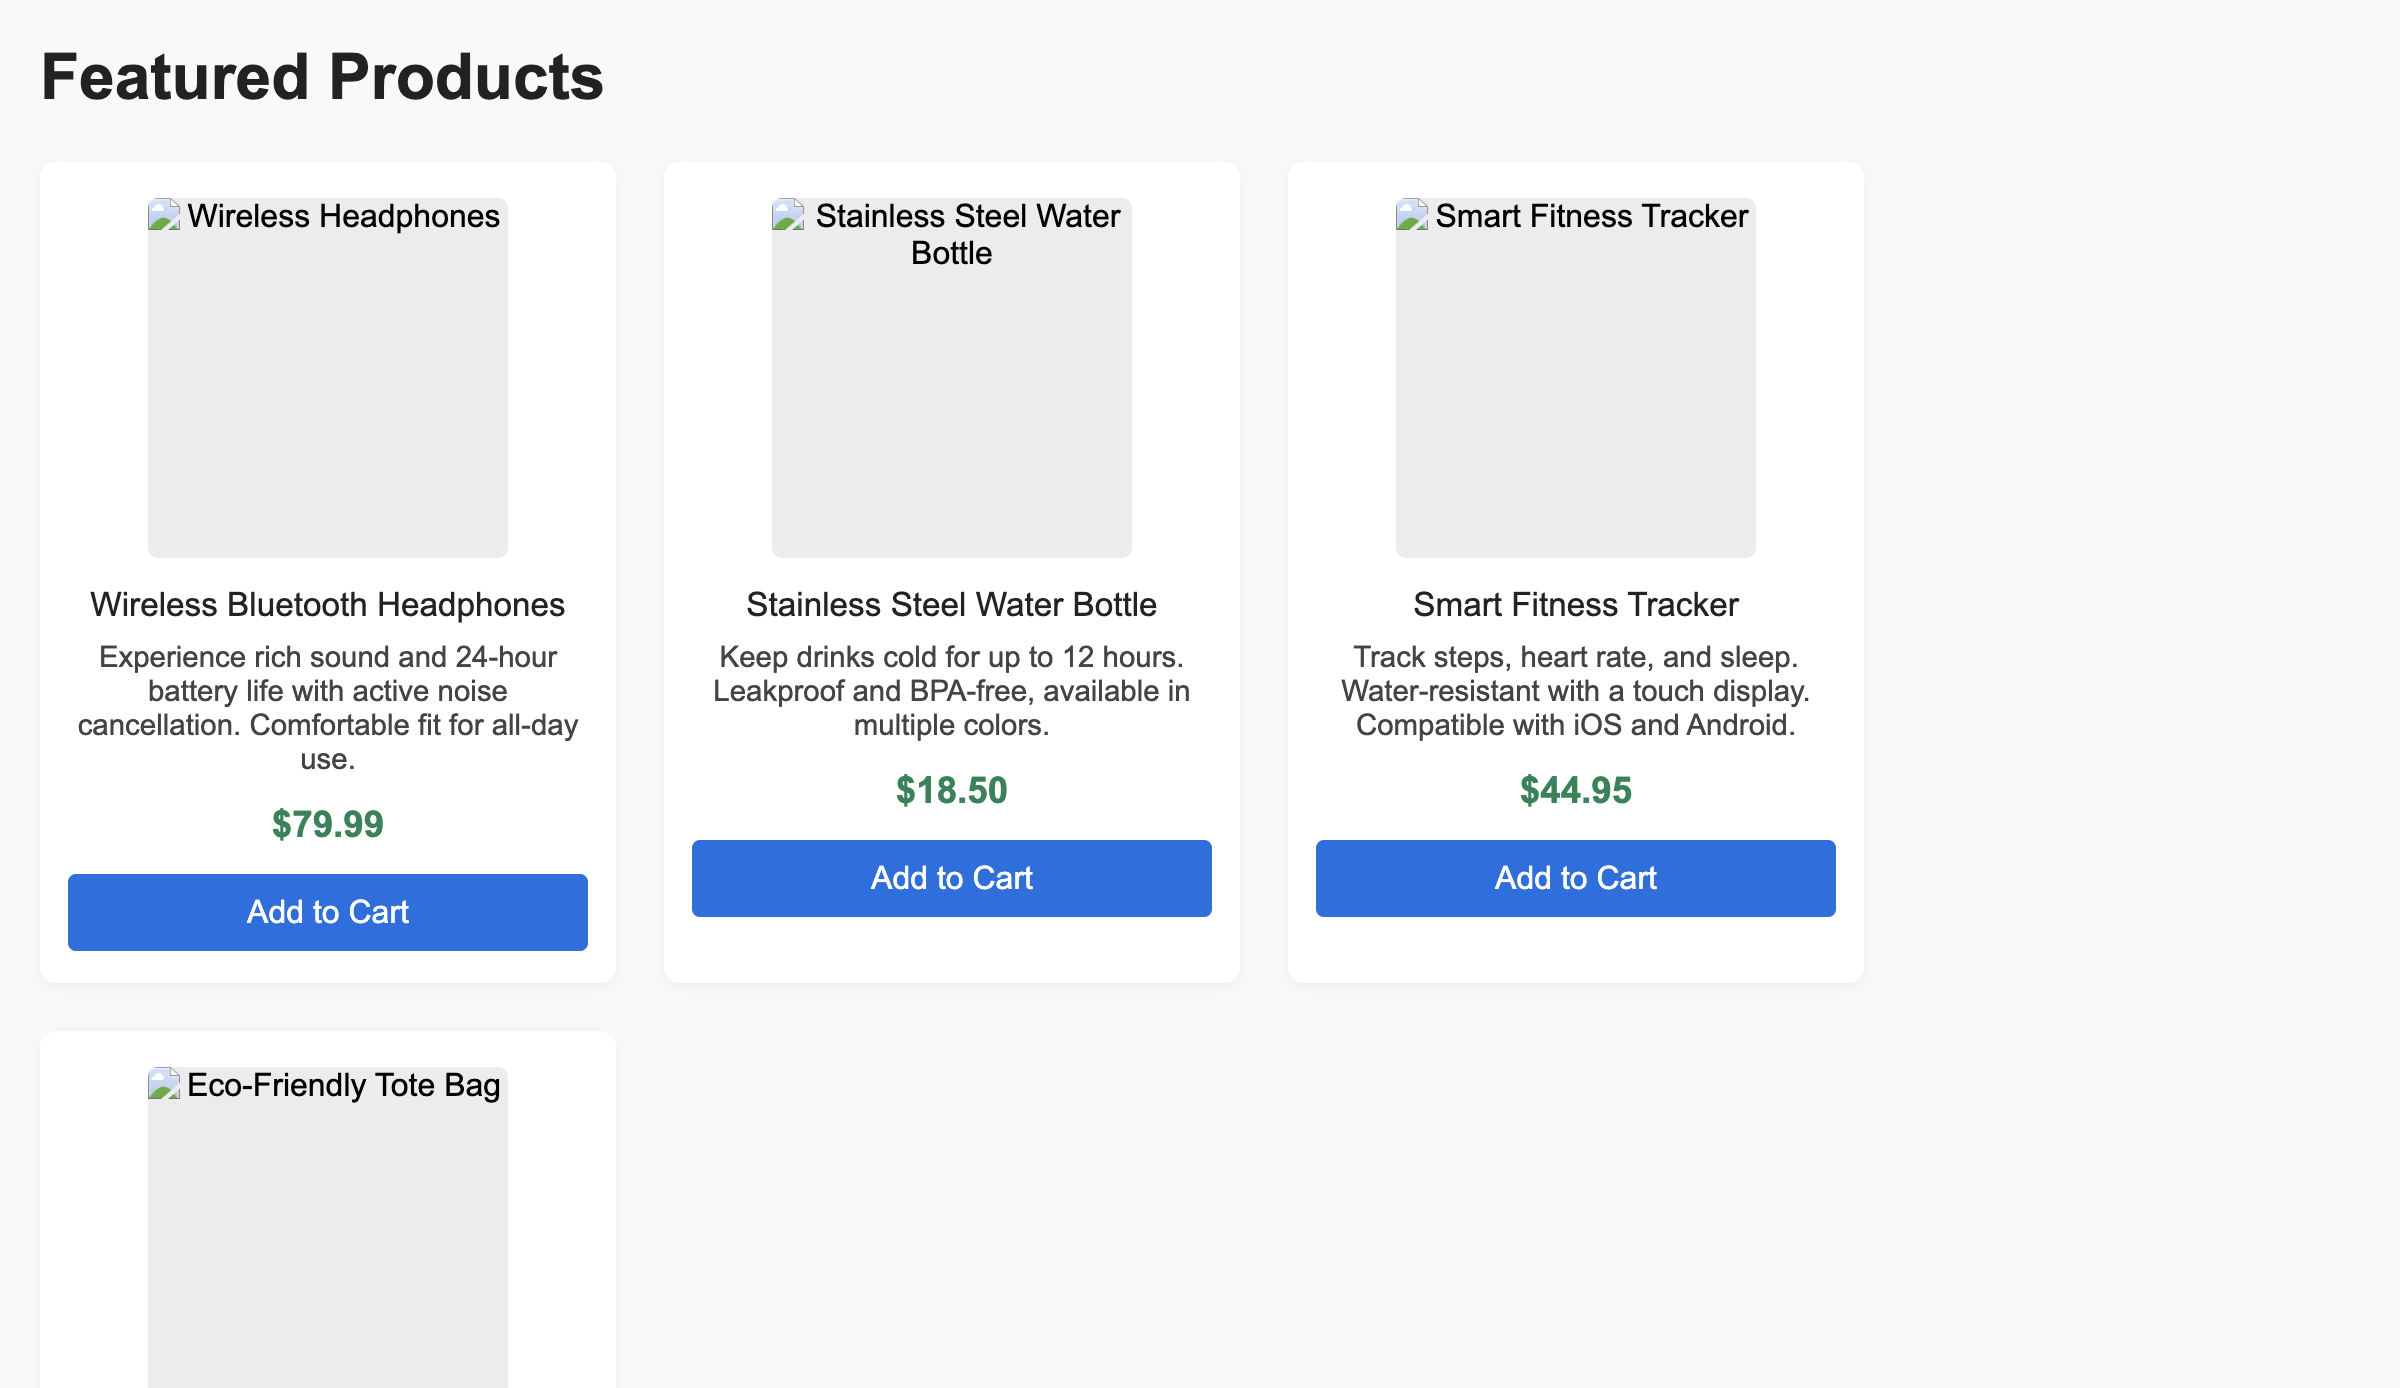 Featured Products
Wireless Headphones
Stainless Steel Water
Bottle
Smart Fitness Tracker
Wireless Bluetooth Headphones
Experience rich sound and 24-hour
battery life with active noise
cancellation. Comfortable fit for all-day
use.
$79.99
Add to Cart
Stainless Steel Water Bottle
Keep drinks cold for up to 12 hours.
Leakproof and BPA-free, available in
multiple colors.
$18.50
Add to Cart
Smart Fitness Tracker
Track steps, heart rate, and sleep.
Water-resistant with a touch display.
Compatible with iOS and Android.
$44.95
Add to Cart
Eco-Friendly Tote Bag